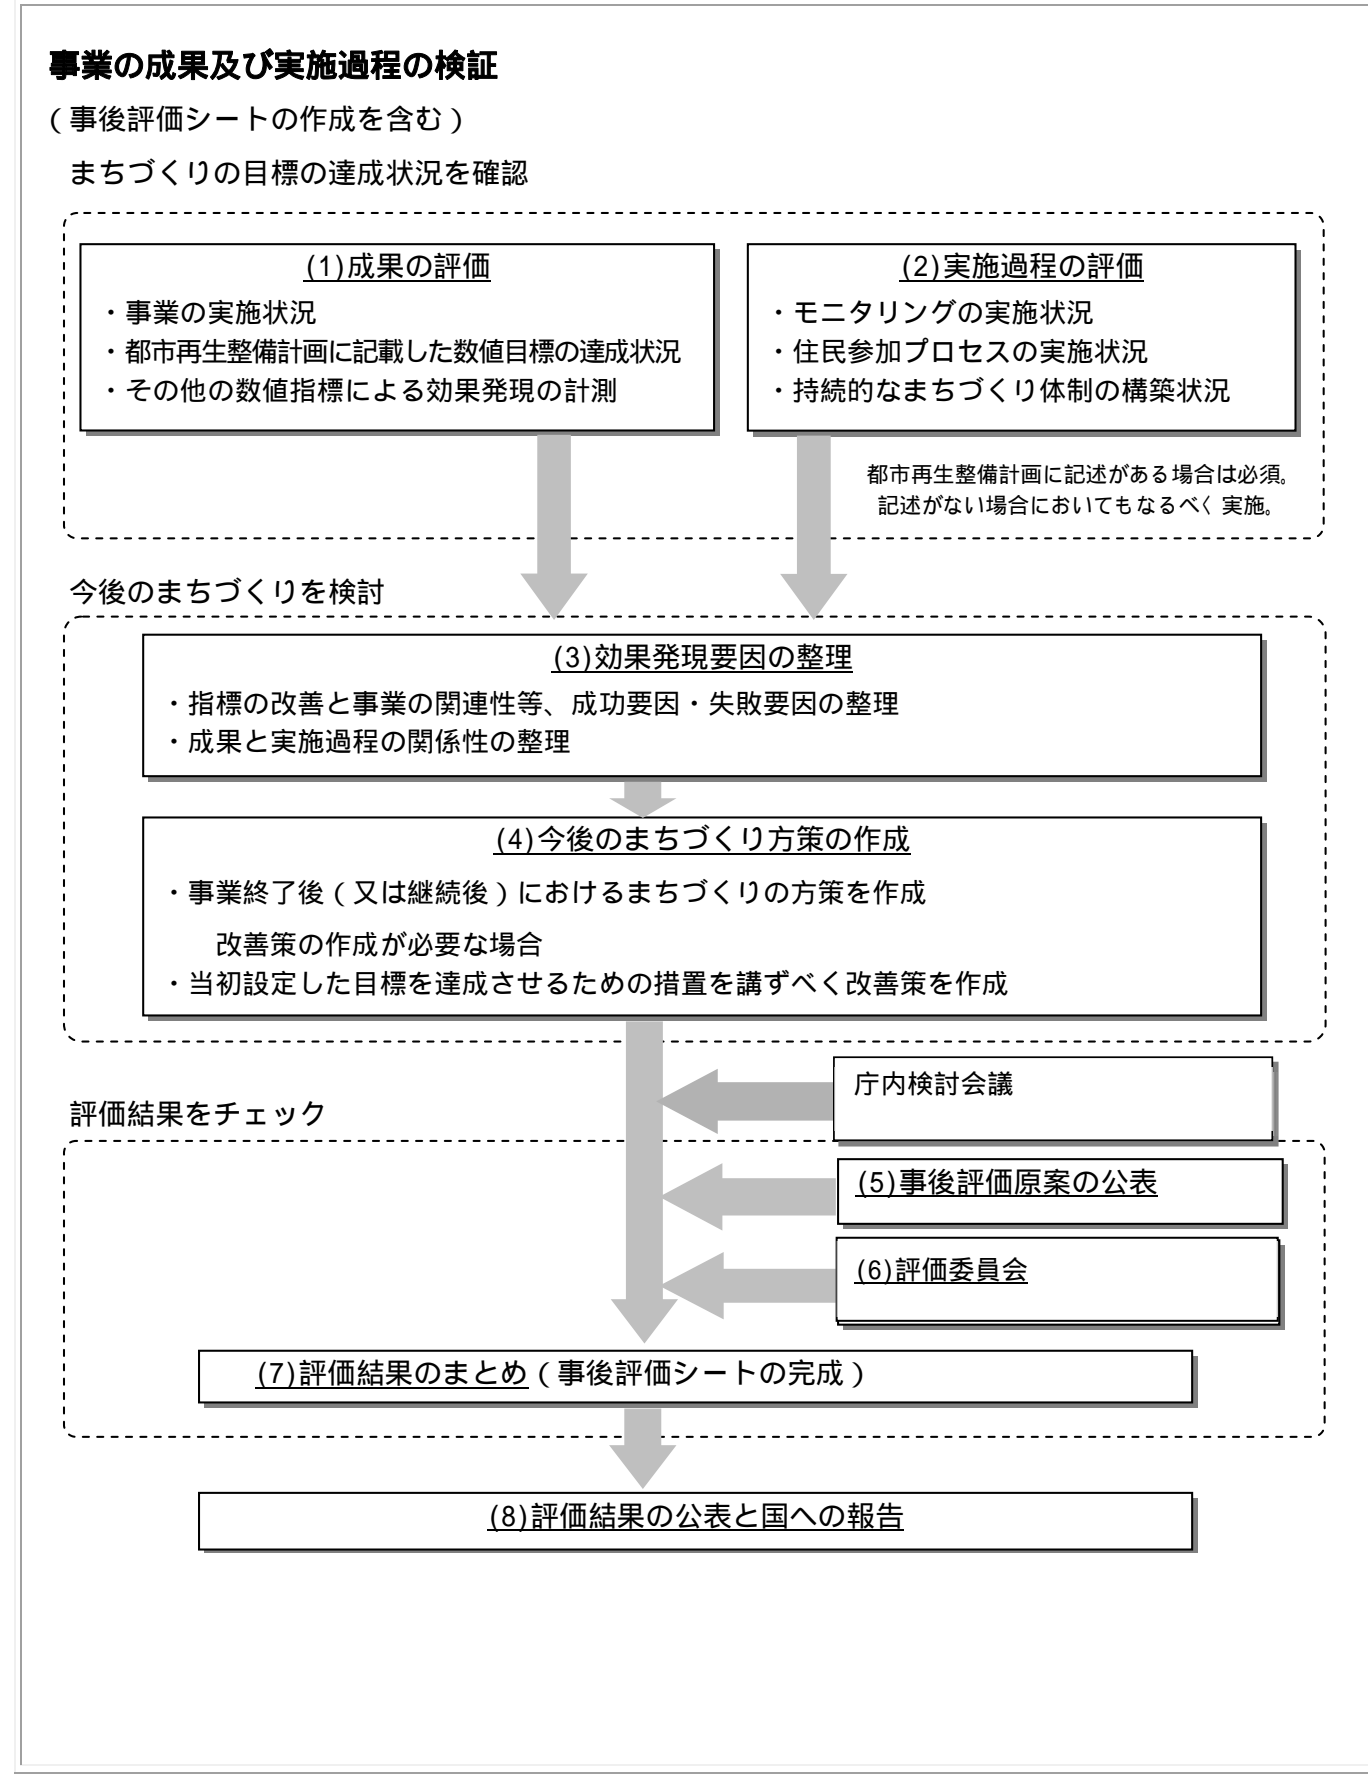 事業の成果及び実施過程の検証
(事後評価シートの作成を含む)
まちづくりの目標の達成状況を確認
(1)成果の評価
・事業の実施状況
・都市再生整備計画に記載した数値目標の達成状況
・その他の数値指標による効果発現の計測
(2)実施過程の評価
・モニタリングの実施状況
・住民参加プロセスの実施状況
・持続的なまちづくり体制の構築状況
都市再生整備計画に記述がある場合は必須。
記述がない場合においてもなるべく実施。
今後のまちづくりを検討
(3)効果発現要因の整理
・指標の改善と事業の関連性等、成功要因・失敗要因の整理
・成果と実施過程の関係性の整理
(4)今後のまちづくり方策の作成
・事業終了後(又は継続後)におけるまちづくりの方策を作成
改善策の作成が必要な場合
・当初設定した目標を達成させるための措置を講ずべく改善策を作成
庁内検討会議
評価結果をチェック
(5)事後評価原案の公表
(6)評価委員会
(7)評価結果のまとめ(事後評価シートの完成)
(8)評価結果の公表と国への報告